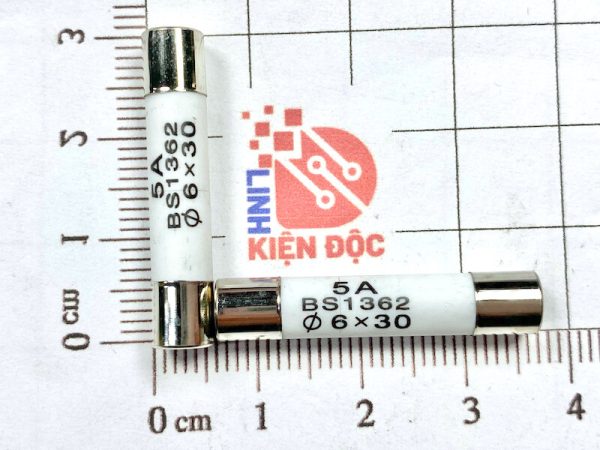 3
2
1
0 cm
5A
BS1362
Ø 6×30
LINH
KIỆN ĐỘC
5A
BS1362
Ø 6×30
0 cm 1 2 3 4